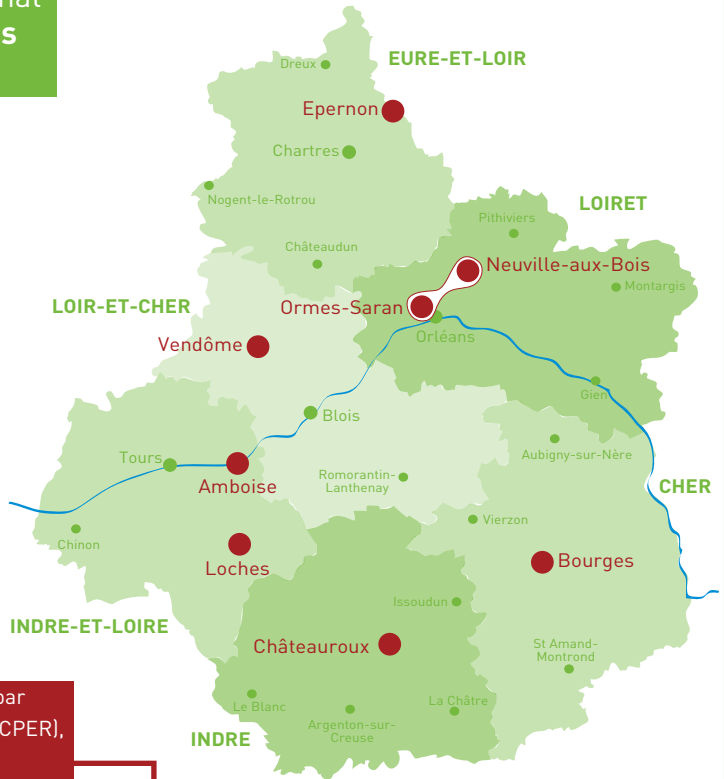 nat
s
EURE-ET-LOIR
Dreux
Epernon
Chartres
Nogent-le-Rotrou
LOIRET
Pithiviers
Châteaudun
Neuville-aux-Bois
Montargis
LOIR-ET-CHER
Ormes-Saran
Orléans
Vendôme
Gien
Blois
Tours
Aubigny-sur-Nère
Romorantin-
Lanthenay
Amboise
CHER
Vierzon
Chinon
Loches
Bourges
Issoudun
INDRE-ET-LOIRE
Châteauroux
St Amand-
Montrond
Le Blanc
La Châtre
Argenton-sur-
Creuse
INDRE
par
CPER),